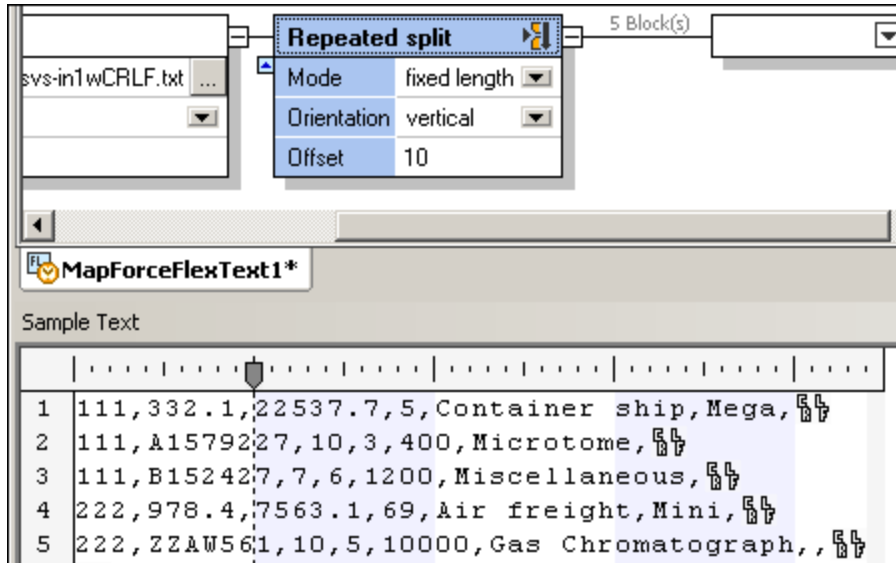 5 Block(s)
Repeated split
svs-in1wCRLF.txt ...
Mode fixed length
Orientation vertical
Offset 10
MapForceFlexText1*
Sample Text
1 111,332.1,22537.7,5,Container ship,Mega,
2 111,A1579227,10,3,400,Microtome,
3 111,B152427,7,6,1200,Miscellaneous,
4 222,978.4,7563.1,69,Air freight,Mini,
5 222,ZZAW561,10,5,10000,Gas Chromatograph,,